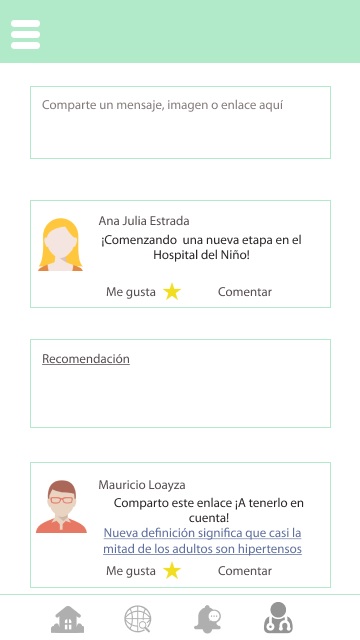 Comparte un mensaje, imagen o enlace aquí
Ana Julia Estrada
¡Comenzando una nueva etapa en el
Hospital del Niño!
Me gusta Comentar
Recomendación
Mauricio Loayza
Comparto este enlace ¡A tenerlo en
cuenta!
Nueva definición significa que casi la
mitad de los adultos son hipertensos
Me gusta Comentar